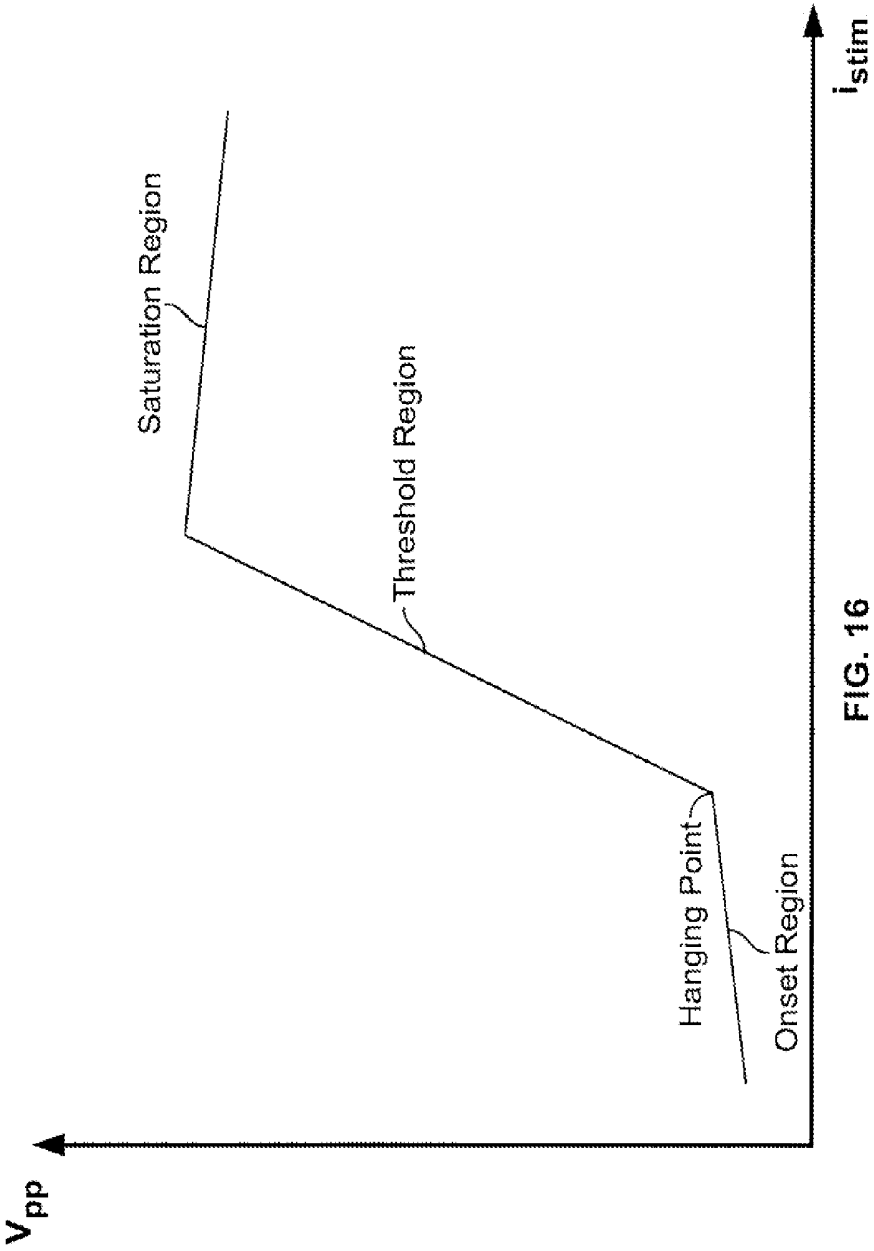 Vpp
Saturation Region
Threshold Region
Hanging Point
Onset Region
istim
FIG. 16